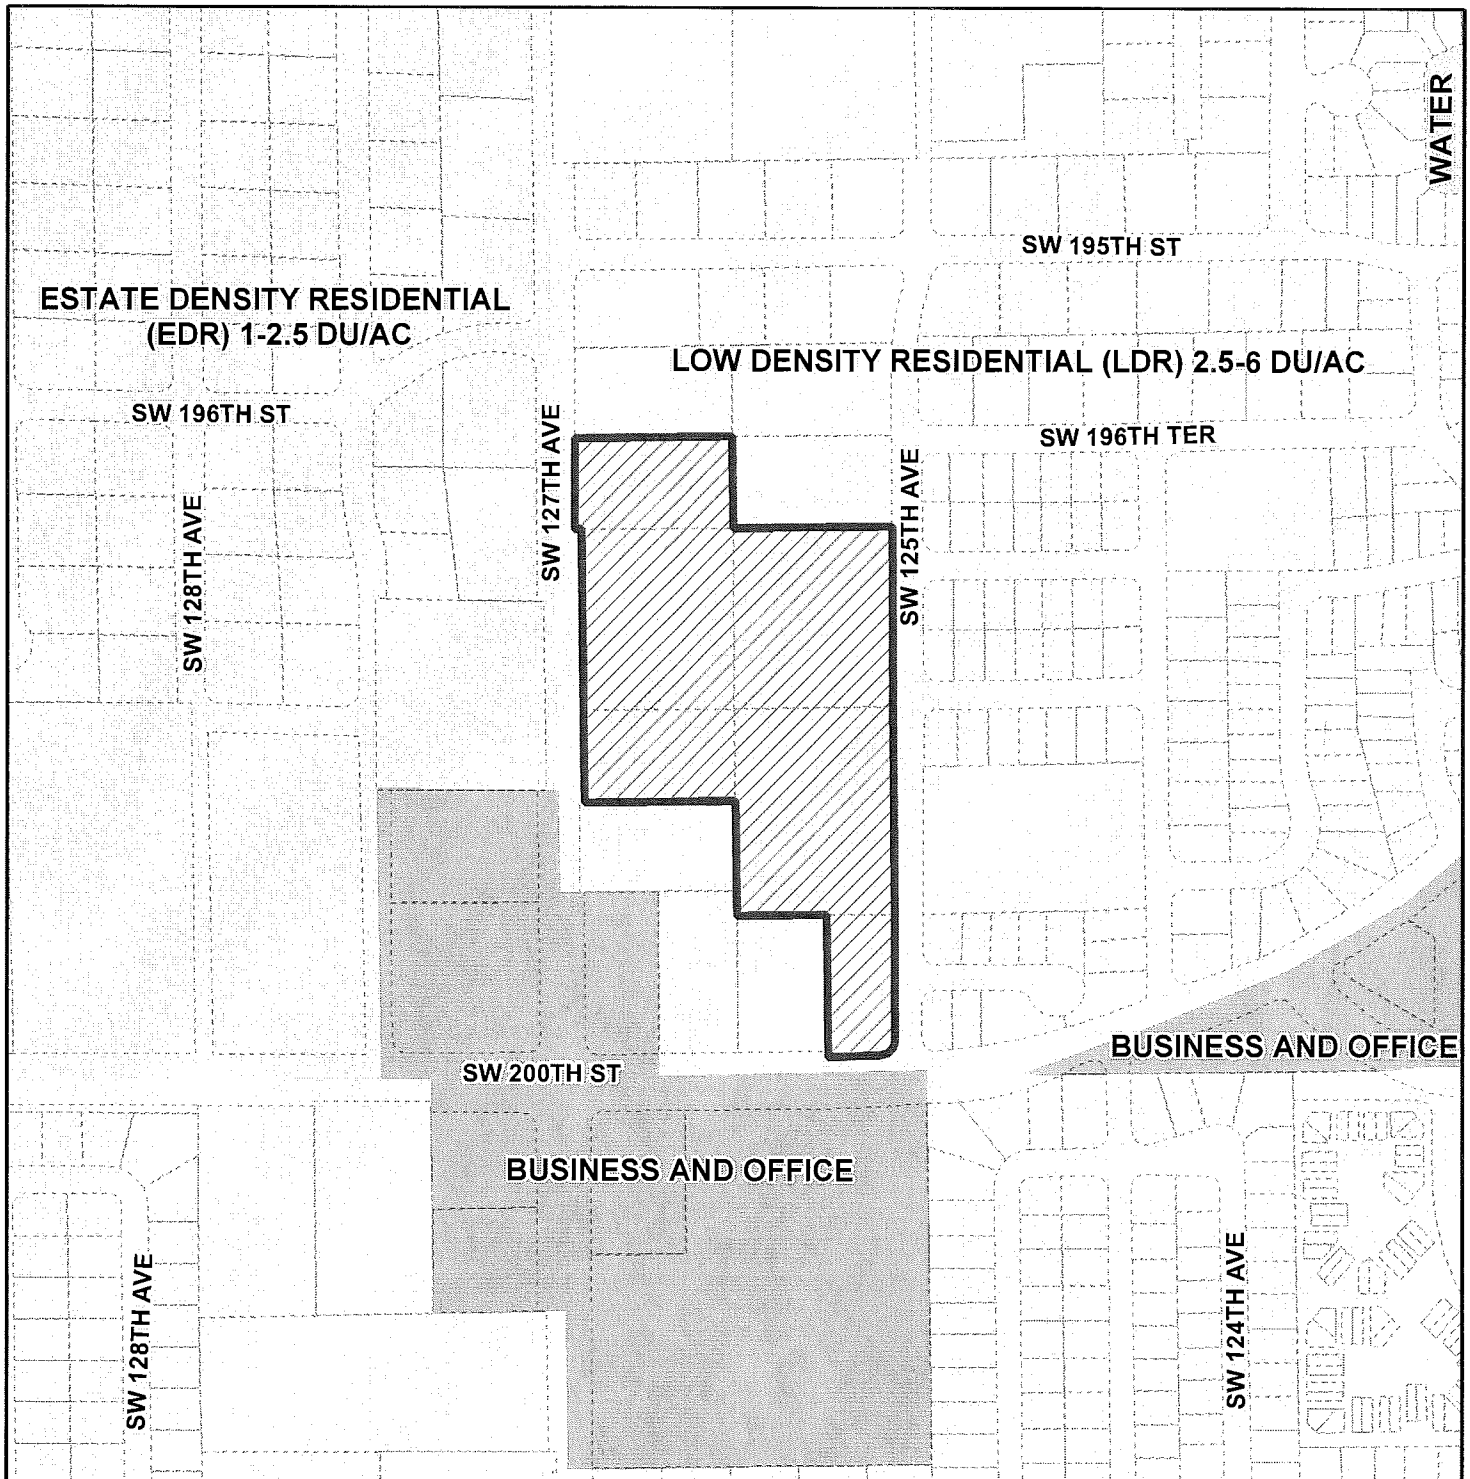 WATER
SW 195TH ST
ESTATE DENSITY RESIDENTIAL
(EDR) 1-2.5 DU/AC
LOW DENSITY RESIDENTIAL (LDR) 2.5-6 DU/AC
SW 196TH ST
SW 127TH AVE
SW 196TH TER
SW 125TH AVE
SW 128TH AVE
BUSINESS AND OFFICE
SW 200TH ST
BUSINESS AND OFFICE
SW 128TH AVE
SW 124TH AVE